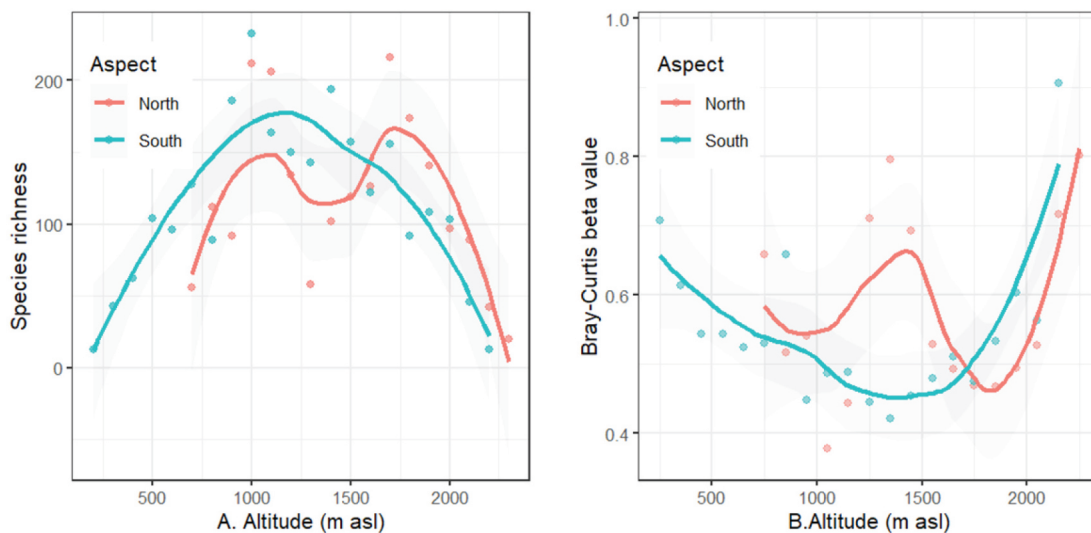 Species richness
200
100
0
Aspect
North
South
500 1000 1500 2000
A. Altitude (m asl)
Bray-Curtis beta value
1.0
0.8
0.6
0.4
Aspect
North
South
500 1000 1500 2000
B.Altitude (m asl)